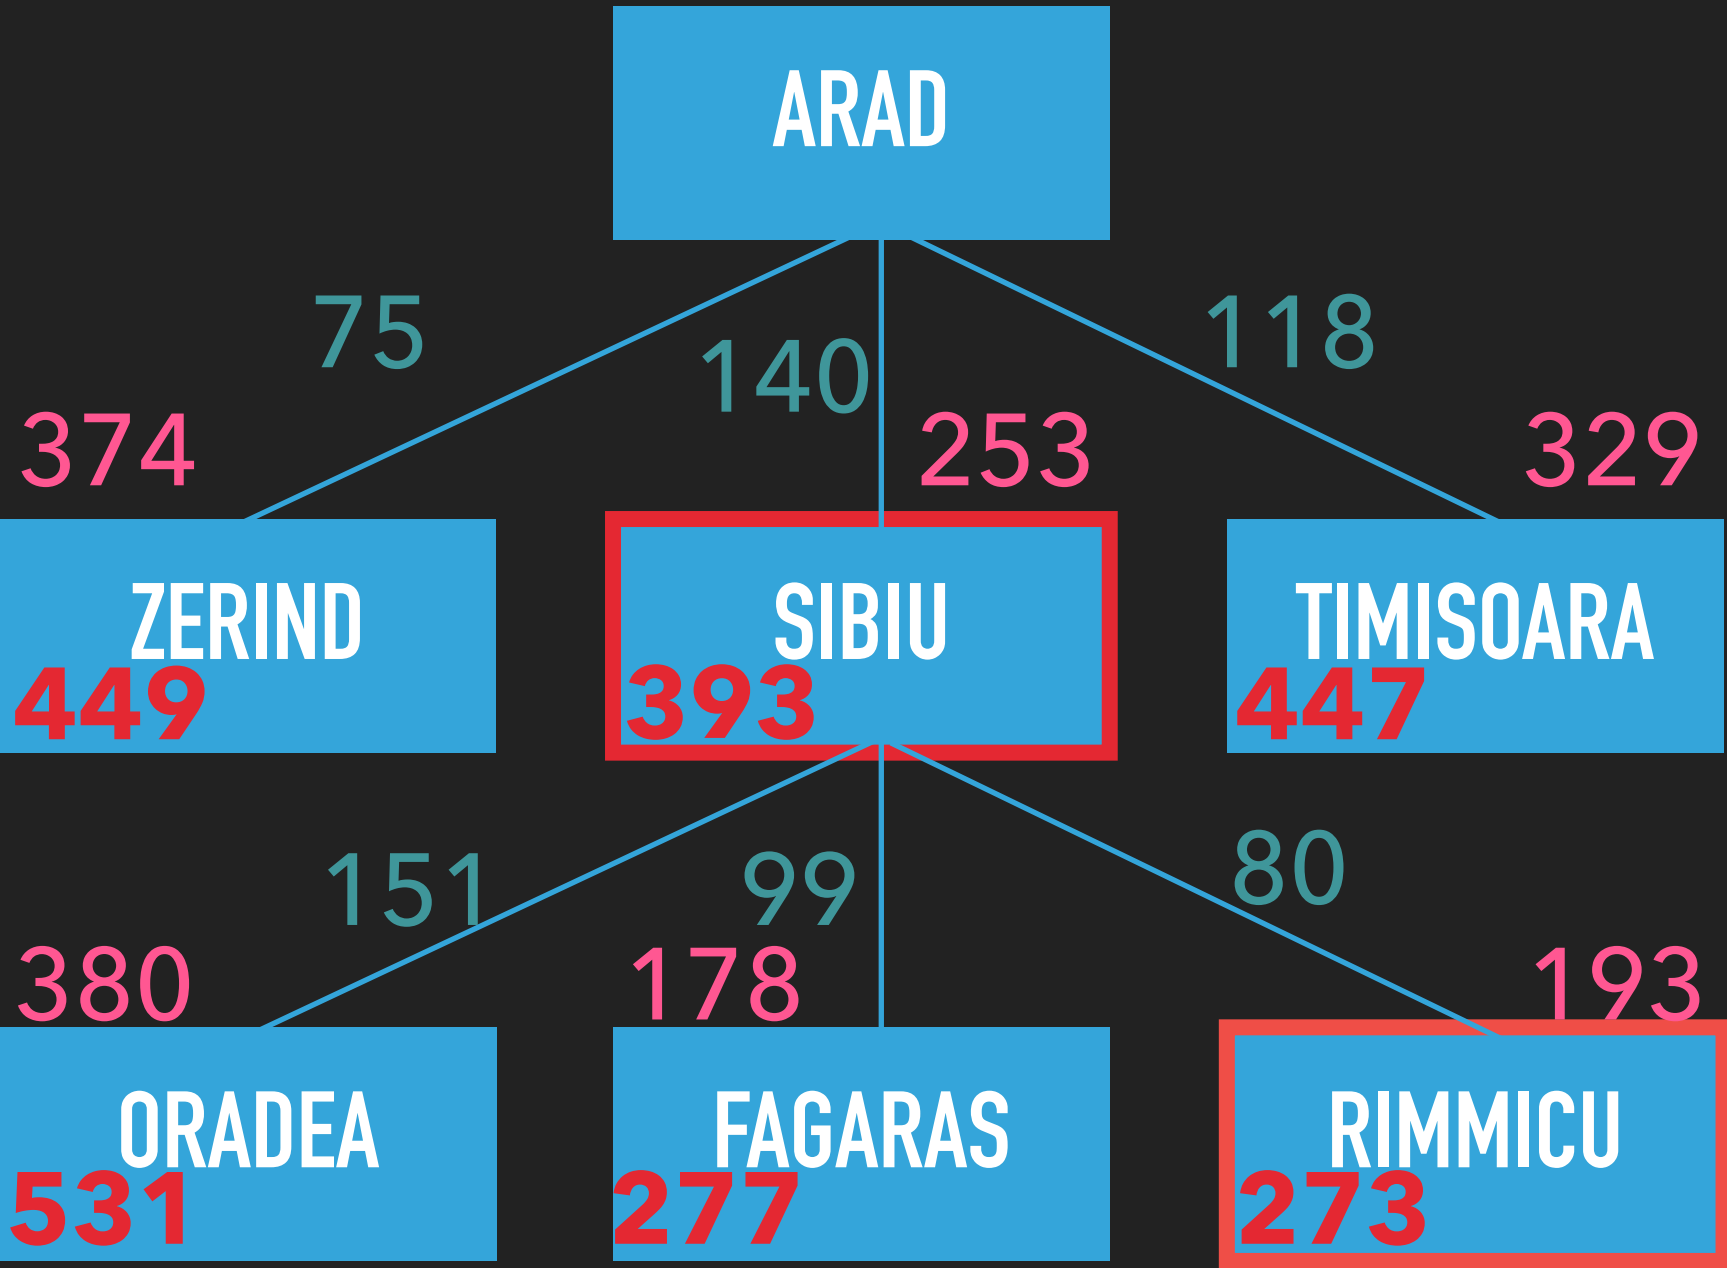 ARAD
75
140
118
374
253
329
ZERIND
449
SIBIU
393
TIMISOARA
447
151
99
80
380
178
193
ORADEA
531
FAGARAS
277
RIMMICU
273